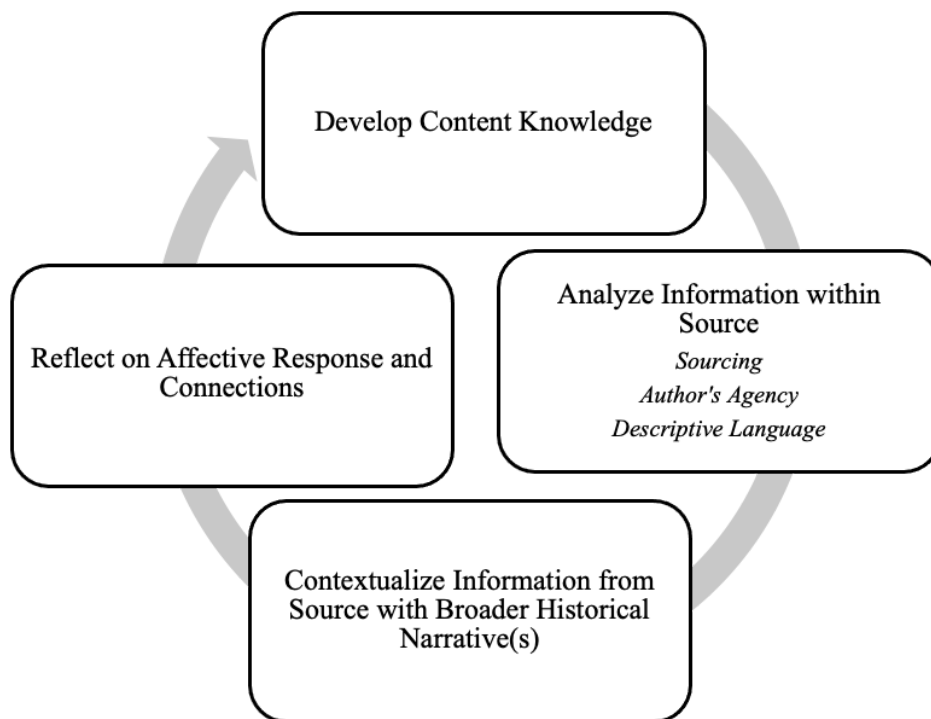 Develop Content Knowledge
Analyze Information within
Source
Sourcing
Author's Agency
Descriptive Language
Contextualize Information from
Source with Broader Historical
Narrative(s)
Reflect on Affective Response and
Connections